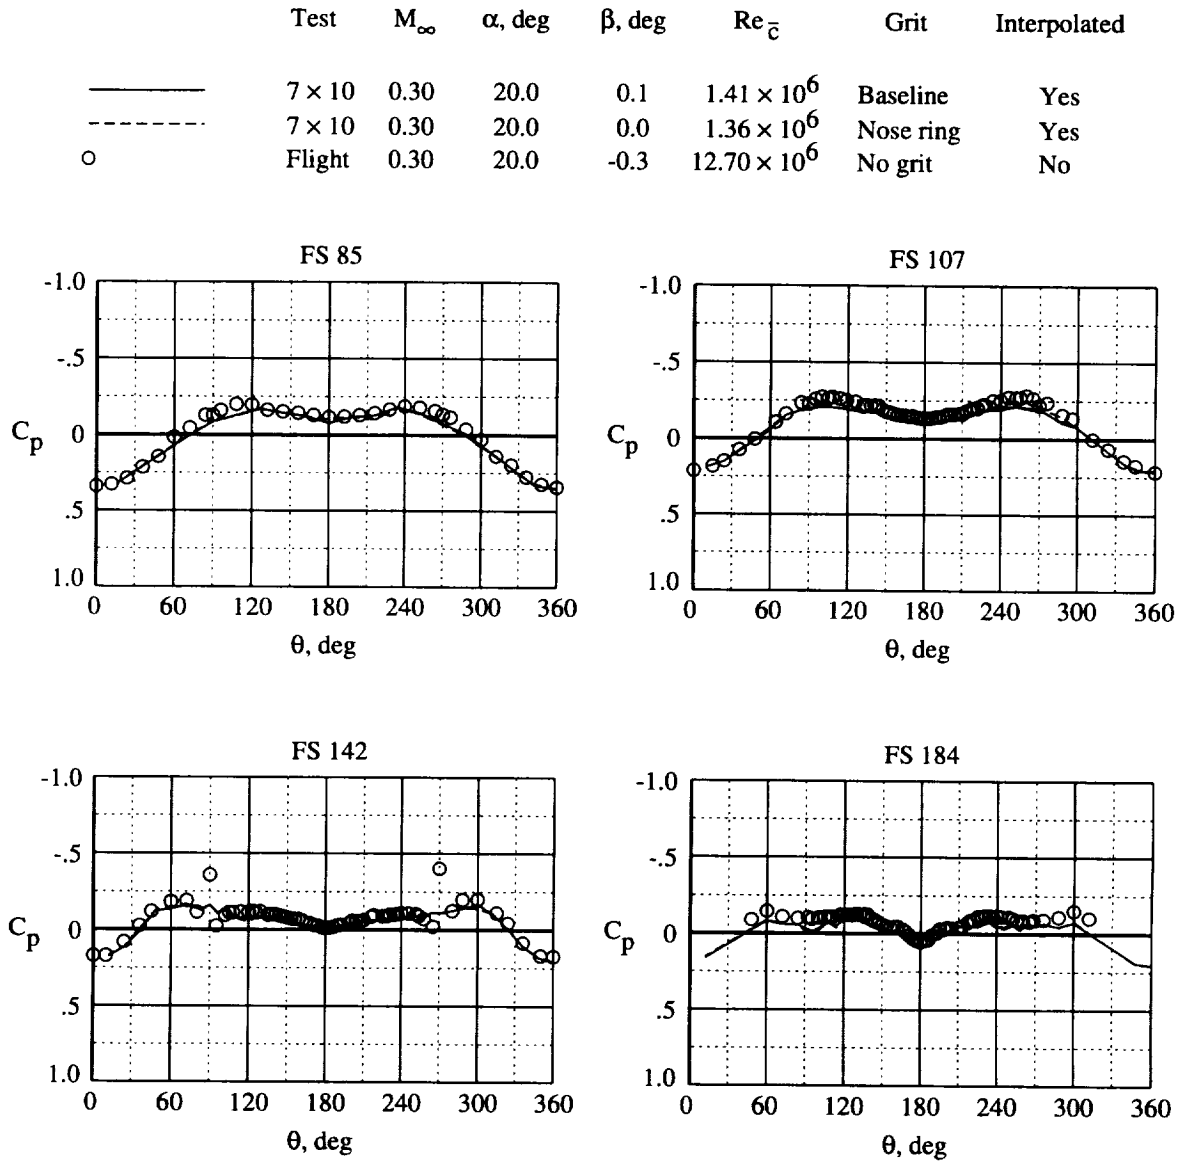 Test M∞ α, deg β, deg Re c̄ Grit Interpolated
7 × 10 0.30 20.0 0.1 1.41 × 10⁶ Baseline Yes
7 × 10 0.30 20.0 0.0 1.36 × 10⁶ Nose ring Yes
Flight 0.30 20.0 -0.3 12.70 × 10⁶ No grit No
FS 85
-1.0
-.5
Cp 0
.5
1.0
0 60 120 180 240 300 360
θ, deg
FS 107
-1.0
-.5
Cp 0
.5
1.0
0 60 120 180 240 300 360
θ, deg
FS 142
-1.0
-.5
Cp 0
.5
1.0
0 60 120 180 240 300 360
θ, deg
FS 184
-1.0
-.5
Cp 0
.5
1.0
0 60 120 180 240 300 360
θ, deg